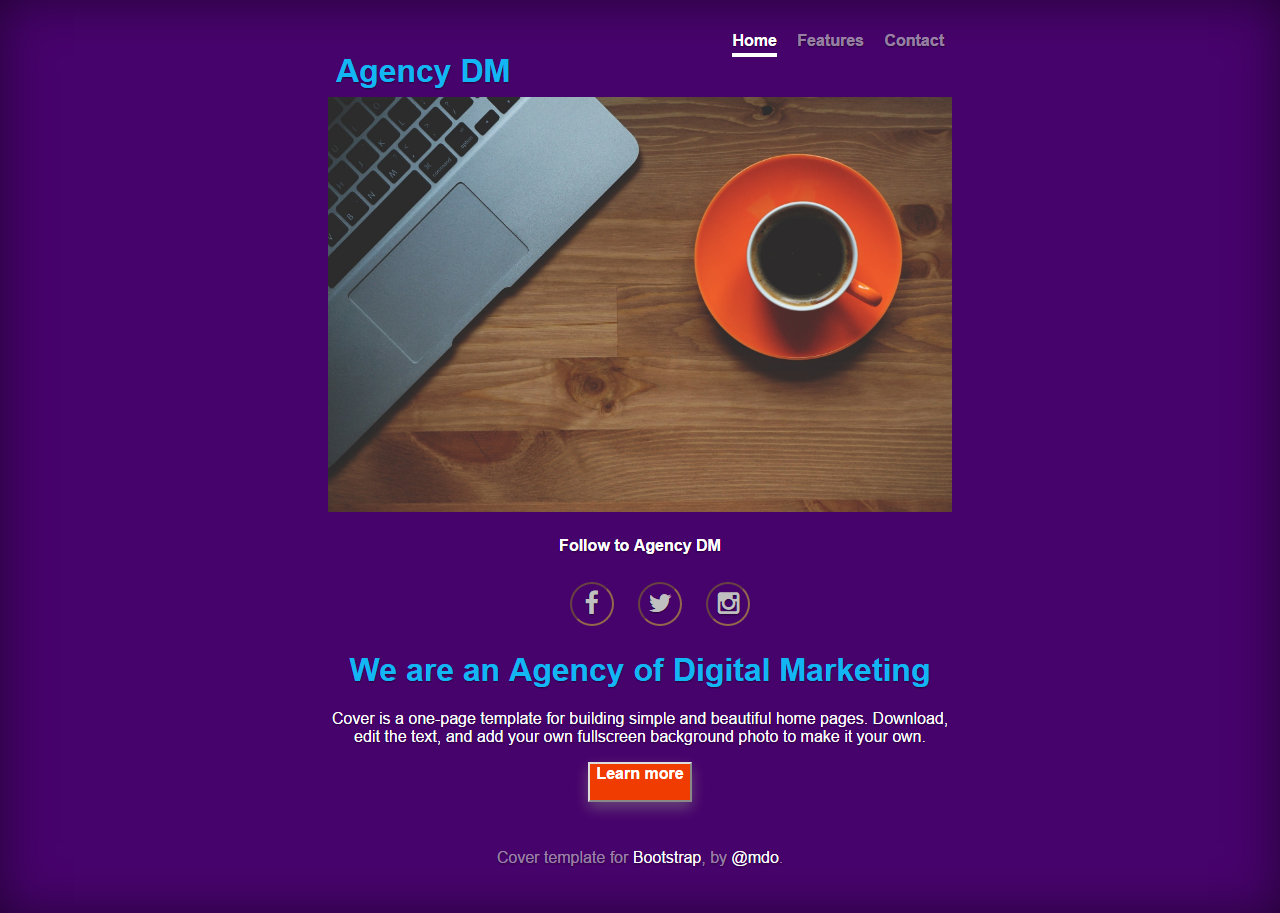 Home Features Contact
Agency DM
Follow to Agency DM
We are an Agency of Digital Marketing
Cover is a one-page template for building simple and beautiful home pages. Download,
edit the text, and add your own fullscreen background photo to make it your own.
Learn more
Cover template for Bootstrap, by @mdo.